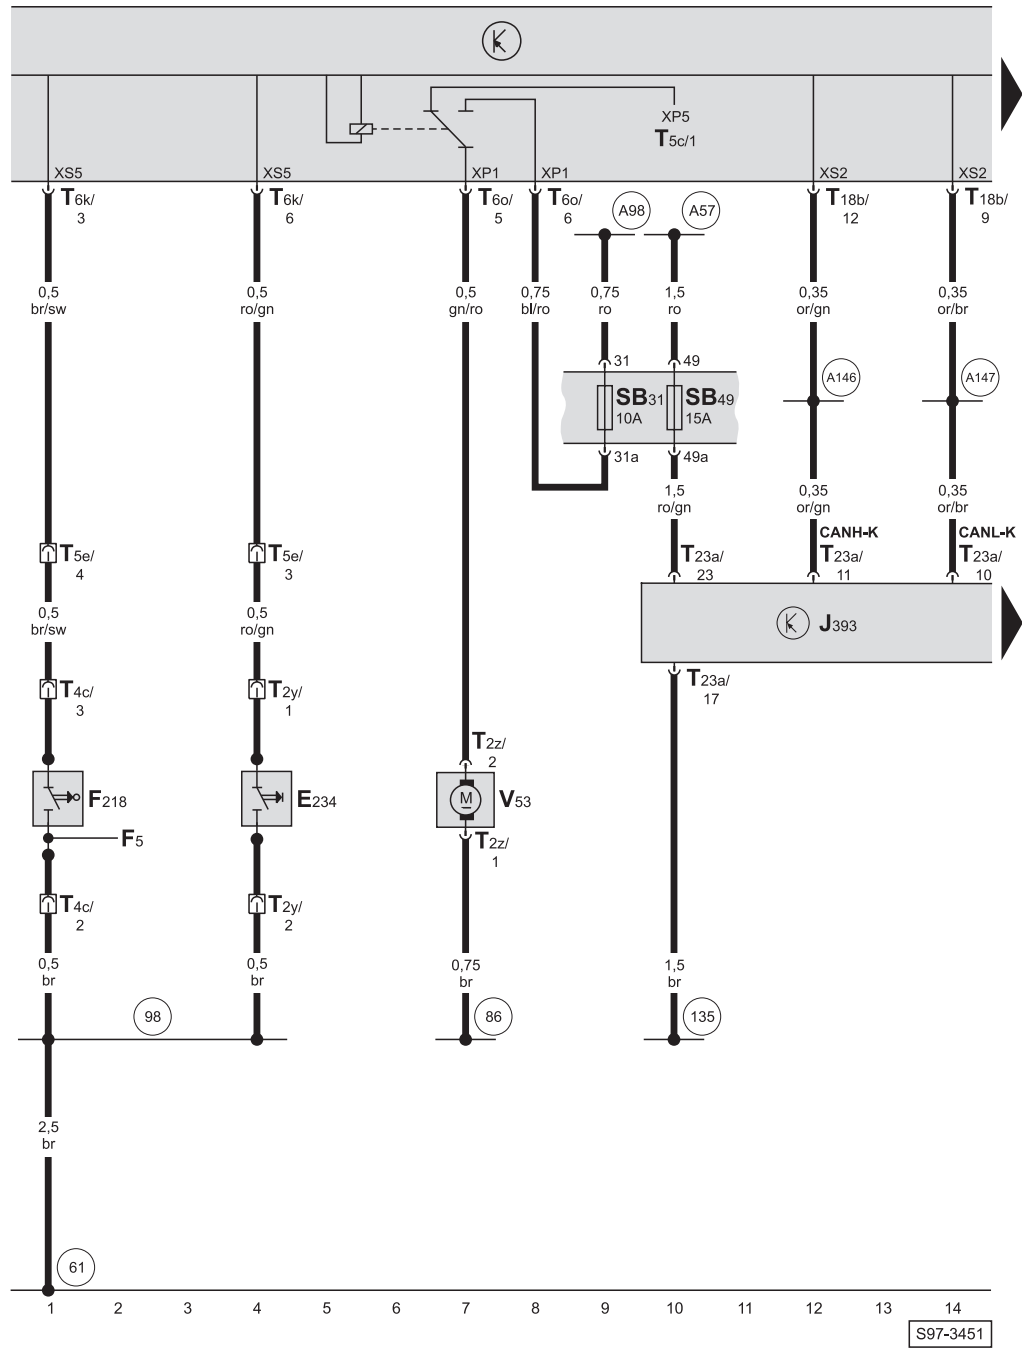 XP5
T5c/1
XS5
XS5
XP1
XP1
XS2
XS2
T6k/
3
T6k/
6
T6o/
5
T6o/
6
T18b/
12
T18b/
9
A98
A57
0,5
br/sw
0,5
ro/gn
0,5
gn/ro
0,75
bl/ro
0,75
ro
1,5
ro
0,35
or/gn
0,35
or/br
31
49
A146
A147
SB31
10A
SB49
15A
31a
49a
1,5
ro/gn
0,35
or/gn
0,35
or/br
CANH-K
CANL-K
T5e/
4
T5e/
3
T23a/
23
T23a/
11
T23a/
10
0,5
br/sw
0,5
ro/gn
J393
T4c/
3
T2y/
1
T23a/
17
T2z/
2
F218
E234
M
V53
F5
T2z/
1
T4c/
2
T2y/
2
0,5
br
0,5
br
0,75
br
1,5
br
98
86
135
2,5
br
61
1 2 3 4 5 6 7 8 9 10 11 12 13 14
S97-3451